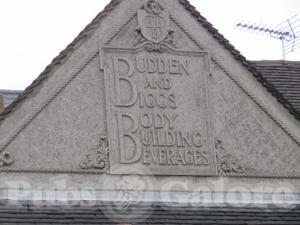 BUDDEN
AND
BIGGS
BODY
BUILDING
BEVERAGES
Pubs Galore